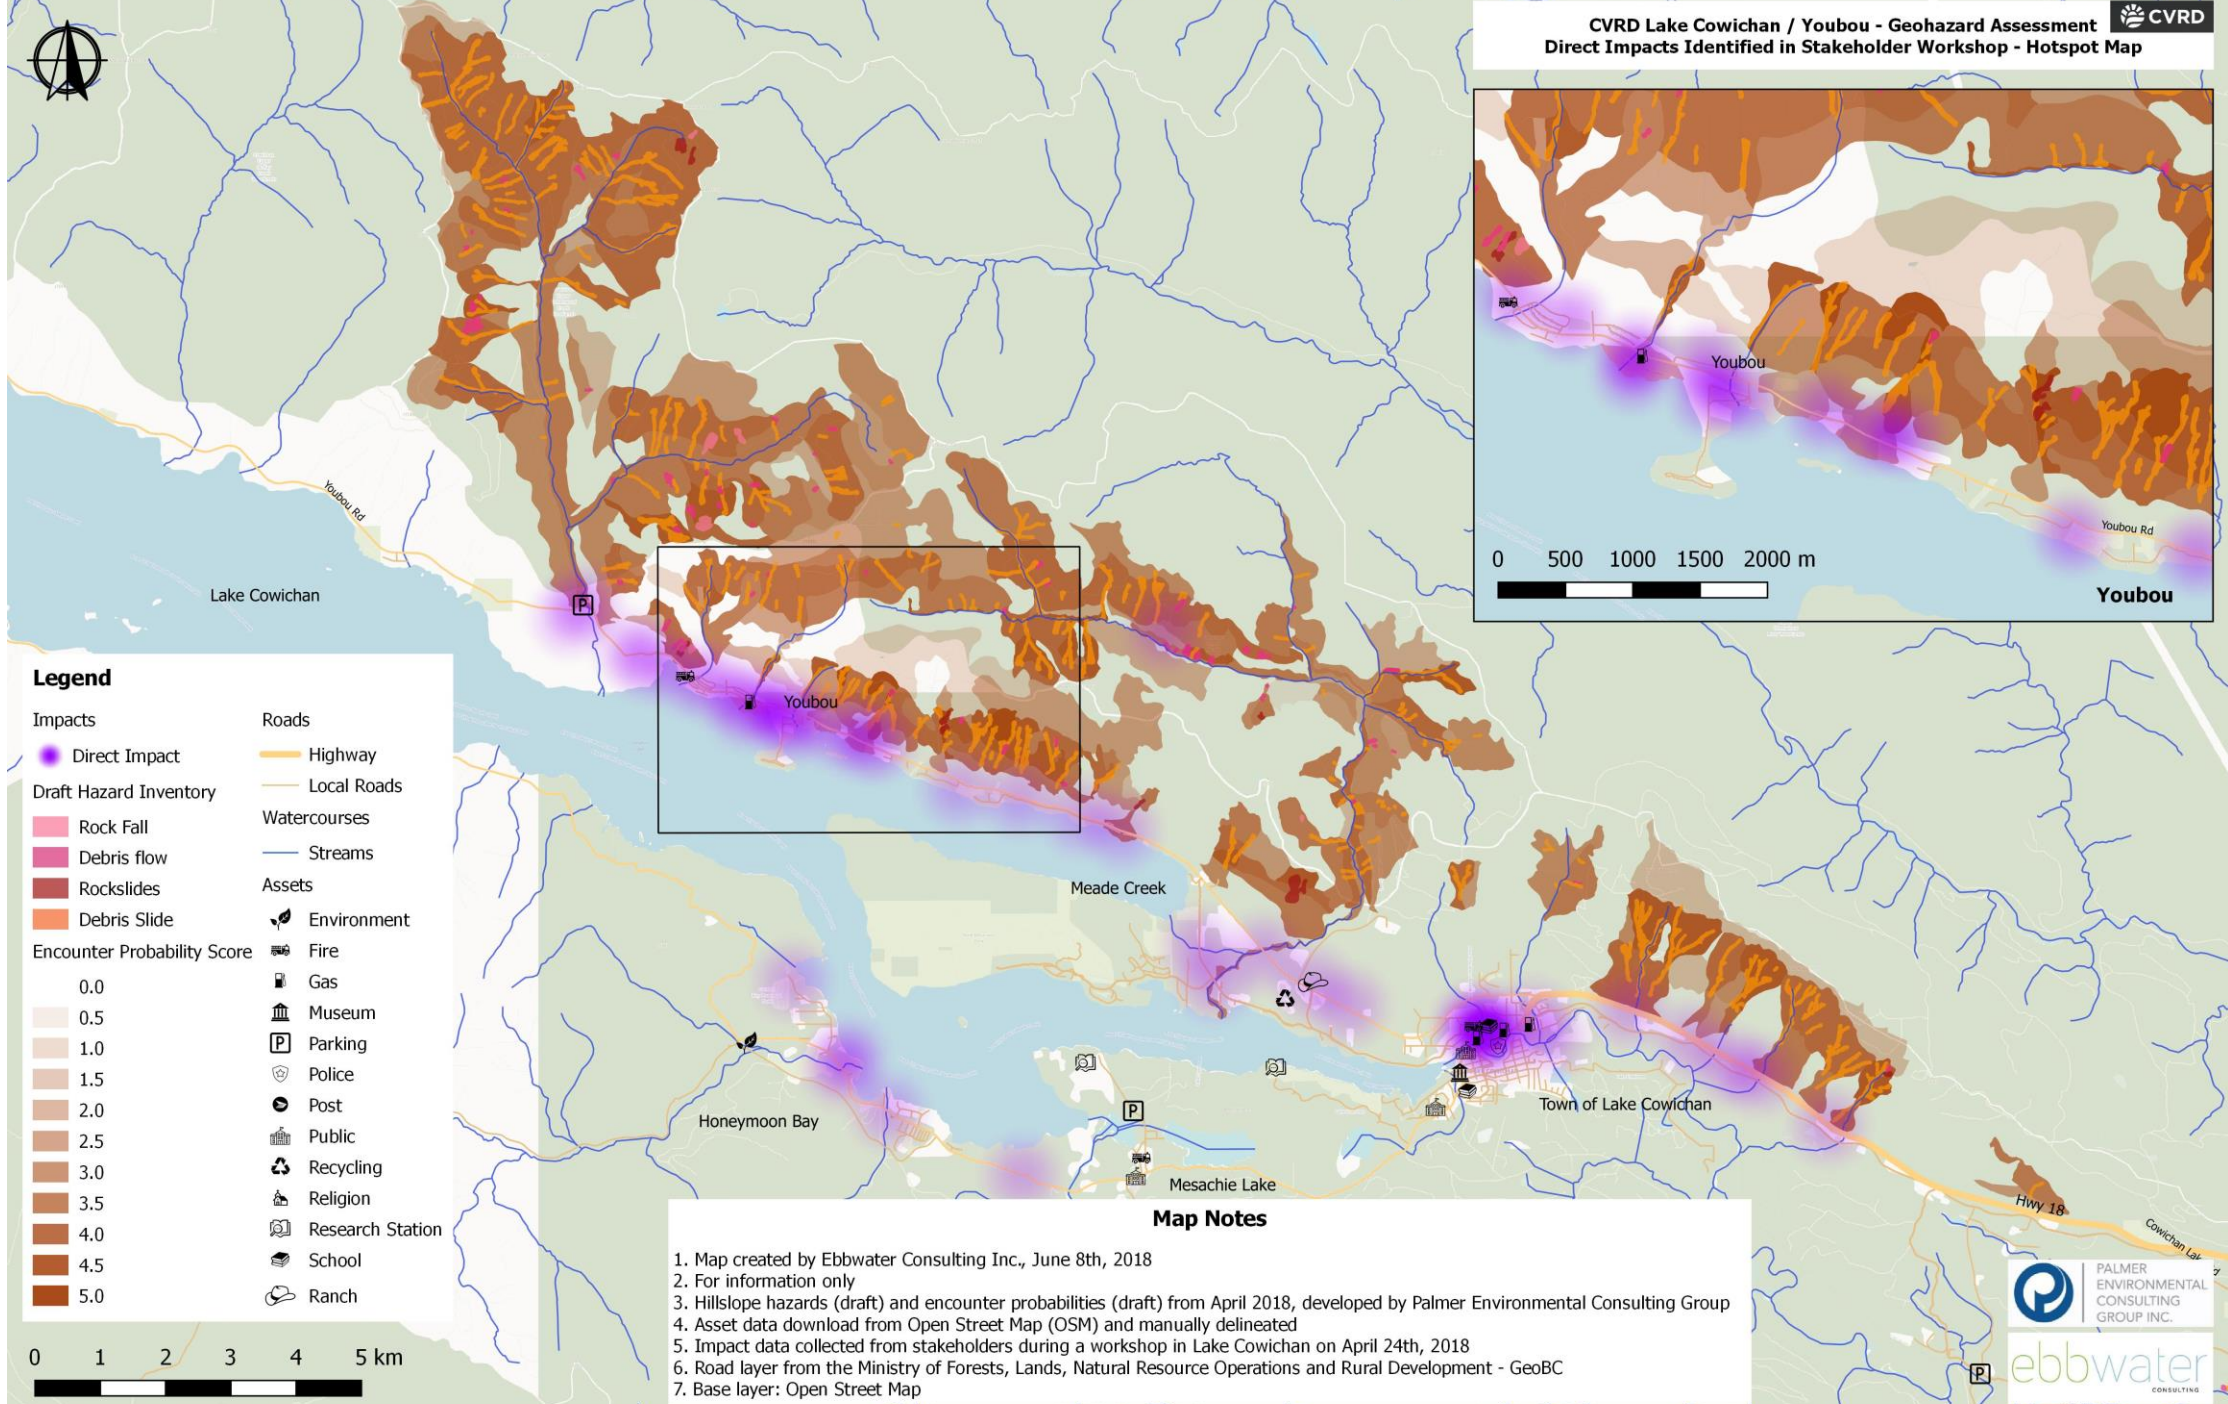 CVRD Lake Cowichan / Youbou - Geohazard Assessment
Direct Impacts Identified in Stakeholder Workshop - Hotspot Map
CVRD
Youbou
Youbou Rd
0 500 1000 1500 2000 m
Youbou
Youbou Rd
Lake Cowichan
Youbou
Meade Creek
Honeymoon Bay
Mesachie Lake
Town of Lake Cowichan
Hwy 18
Cowichan Lak
P
P
P
Legend
Impacts
Direct Impact
Draft Hazard Inventory
Rock Fall
Debris flow
Rockslides
Debris Slide
Encounter Probability Score
0.0
0.5
1.0
1.5
2.0
2.5
3.0
3.5
4.0
4.5
5.0
Roads
Highway
Local Roads
Watercourses
Streams
Assets
Environment
Fire
Gas
Museum
P Parking
Police
Post
Public
Recycling
Religion
Research Station
School
Ranch
0 1 2 3 4 5 km
Map Notes
1. Map created by Ebbwater Consulting Inc., June 8th, 2018
2. For information only
3. Hillslope hazards (draft) and encounter probabilities (draft) from April 2018, developed by Palmer Environmental Consulting Group
4. Asset data download from Open Street Map (OSM) and manually delineated
5. Impact data collected from stakeholders during a workshop in Lake Cowichan on April 24th, 2018
6. Road layer from the Ministry of Forests, Lands, Natural Resource Operations and Rural Development - GeoBC
7. Base layer: Open Street Map
PALMER
ENVIRONMENTAL
CONSULTING
GROUP INC.
ebbwater
CONSULTING